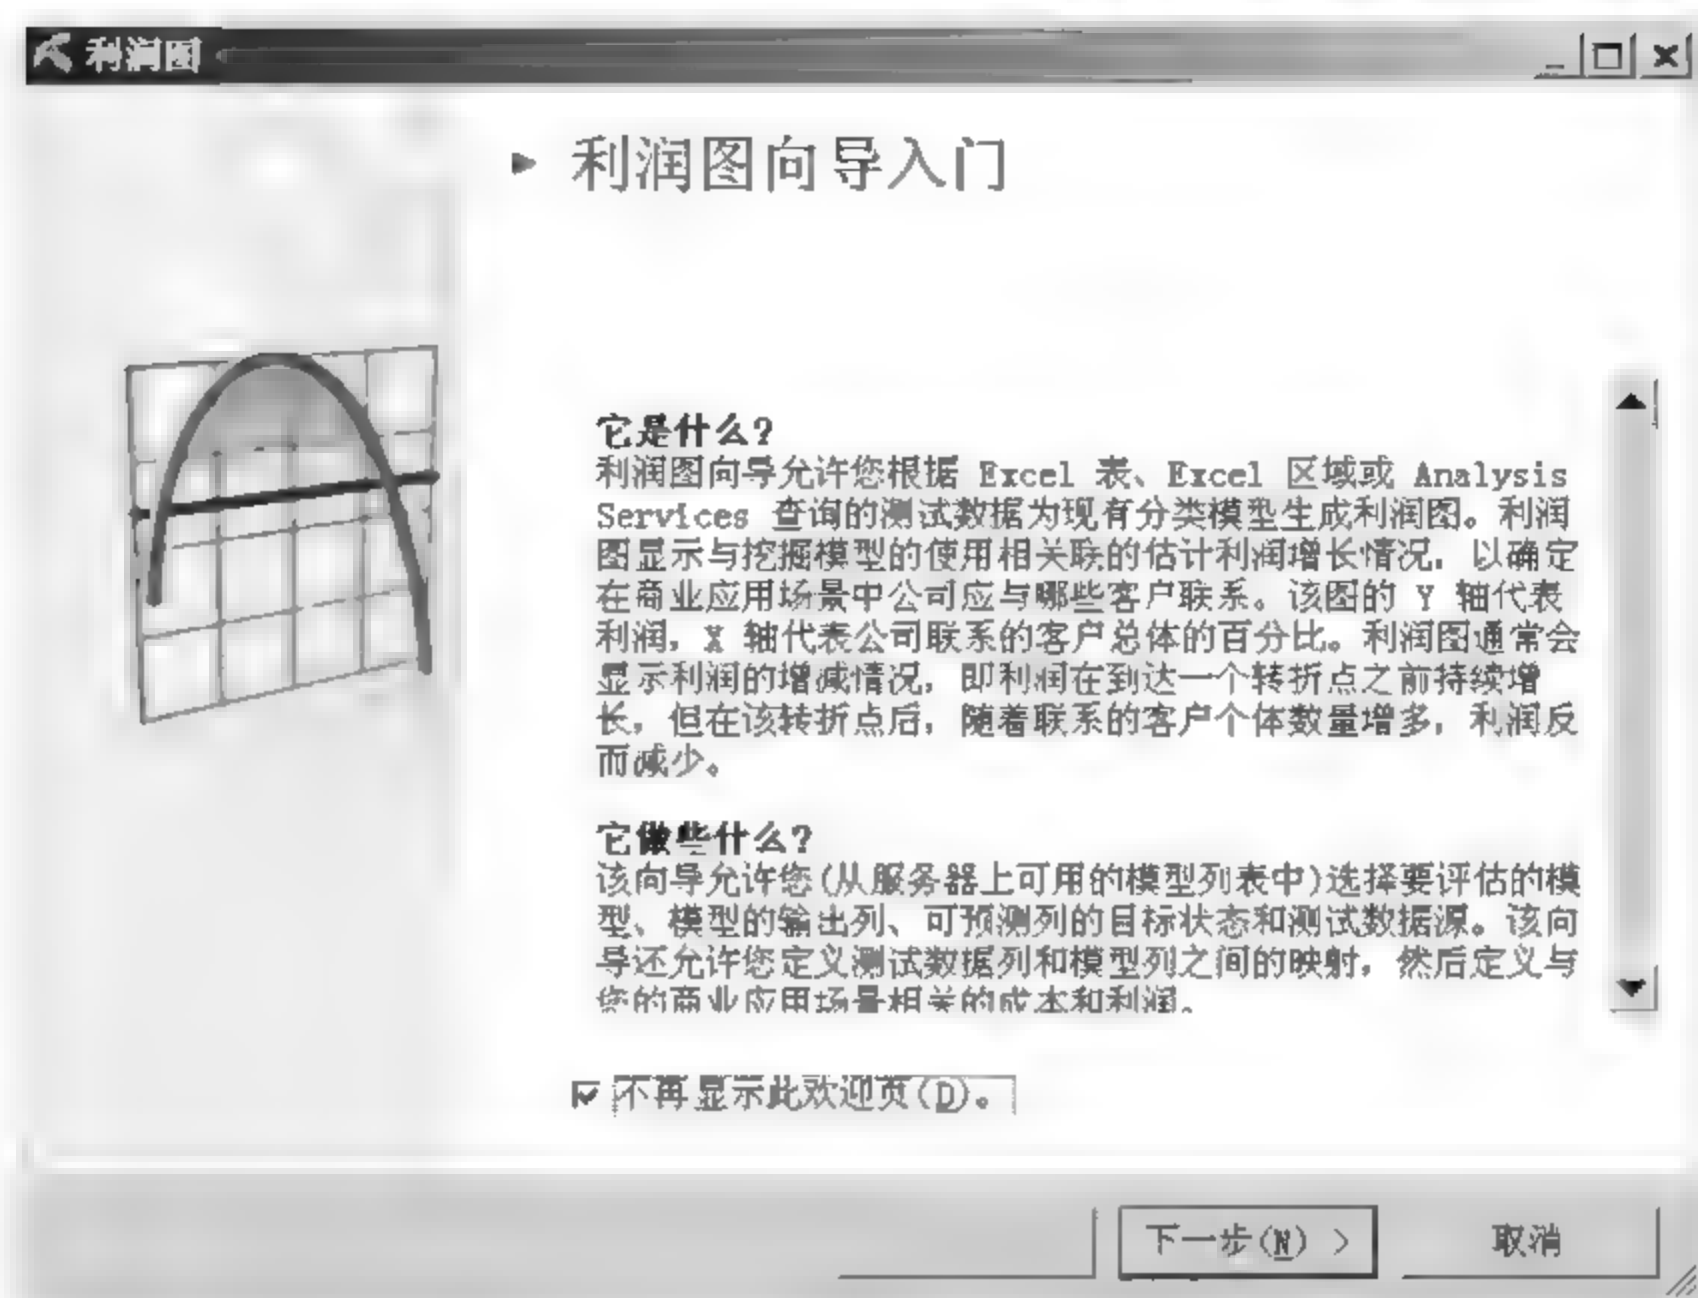 利润图
利润图向导入门
它是什么?
利润图向导允许您根据 Excel 表、Excel 区域或 Analysis
Services 查询的测试数据为现有分类模型生成利润图。利润
图显示与挖掘模型的使用相关联的估计利润增长情况，以确定
在商业应用场景中公司应与哪些客户联系。该图的 Y 轴代表
利润，X 轴代表公司联系的客户总体的百分比。利润图通常会
显示利润的增减情况，即利润在到达一个转折点之前持续增
长，但在该转折点后，随着联系的客户个体数量增多，利润反
而减少。
它做些什么?
该向导允许您(从服务器上可用的模型列表中)选择要评估的模
型、模型的输出列、可预测列的目标状态和测试数据源。该向
导还允许您定义测试数据列和模型列之间的映射，然后定义与
您的商业应用场景相关的成本和利润。
不再显示此欢迎页(D)。
下一步(N) >
取消